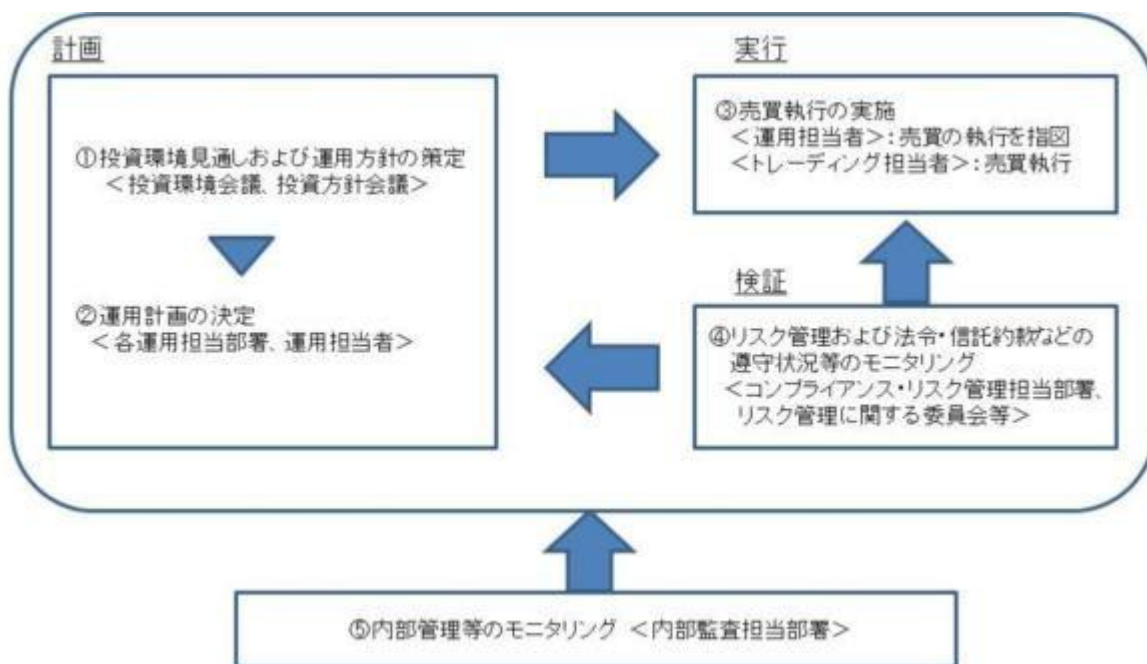 計画
①投資環境見通しおよび運用方針の策定
＜投資環境会議、投資方針会議＞
②運用計画の決定
＜各運用担当部署、運用担当者＞
実行
③売買執行の実施
＜運用担当者＞：売買の執行を指図
＜トレーディング担当者＞：売買執行
検証
④リスク管理および法令・信託約款などの
遵守状況等のモニタリング
＜コンプライアンス・リスク管理担当部署、
リスク管理に関する委員会等＞
⑤内部管理等のモニタリング ＜内部監査担当部署＞